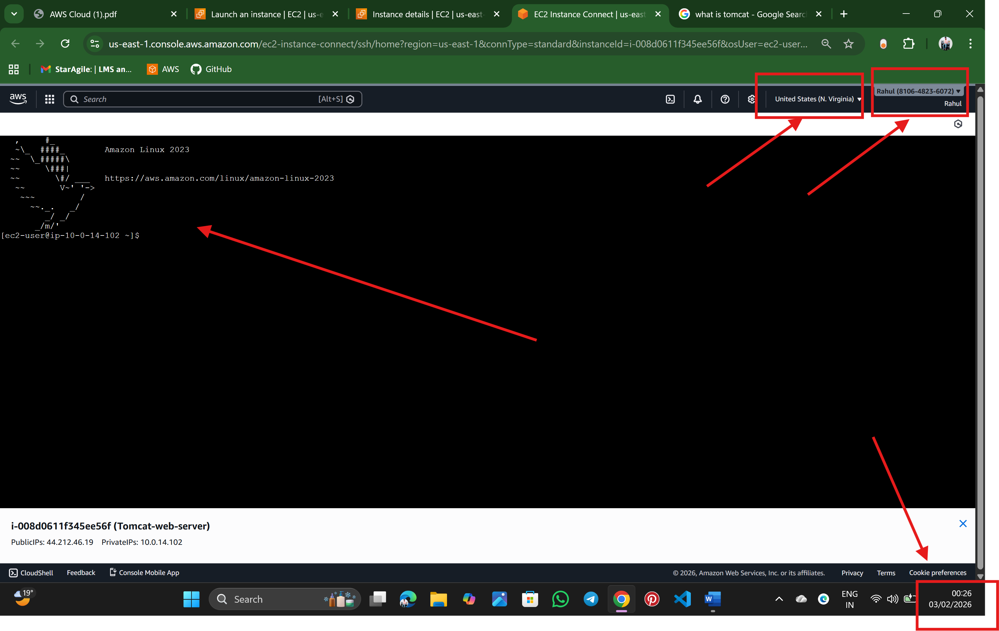 AWS Cloud (1).pdf
Launch an instance | EC2 | us-e
Instance details | EC2 | us-east-
EC2 Instance Connect | us-east
what is tomcat - Google Searc
us-east-1.console.aws.amazon.com/ec2-instance-connect/ssh/home?region=us-east-1&connType=standard&instanceId=i-008d0611f345ee56f&osUser=ec2-user...
StarAgile: | LMS an...
AWS
GitHub
aws
Search
[Alt+S]
United States (N. Virginia)
Rahul (8106-4823-6072)
Rahul
   ,     #_
   ~\_  ####_        Amazon Linux 2023
  ~~  \_#####\
  ~~     \###|
  ~~       \#/ ___   https://aws.amazon.com/linux/amazon-linux-2023
   ~~       V~' '->
    ~~~         /
      ~~._.   _/
         _/ _/
       _/m/'
[ec2-user@ip-10-0-14-102 ~]$
i-008d0611f345ee56f (Tomcat-web-server)
PublicIPs: 44.212.46.19 PrivateIPs: 10.0.14.102
CloudShell
Feedback
Console Mobile App
© 2026, Amazon Web Services, Inc. or its affiliates.
Privacy
Terms
Cookie preferences
19°
Search
W
ENG
IN
00:26
03/02/2026